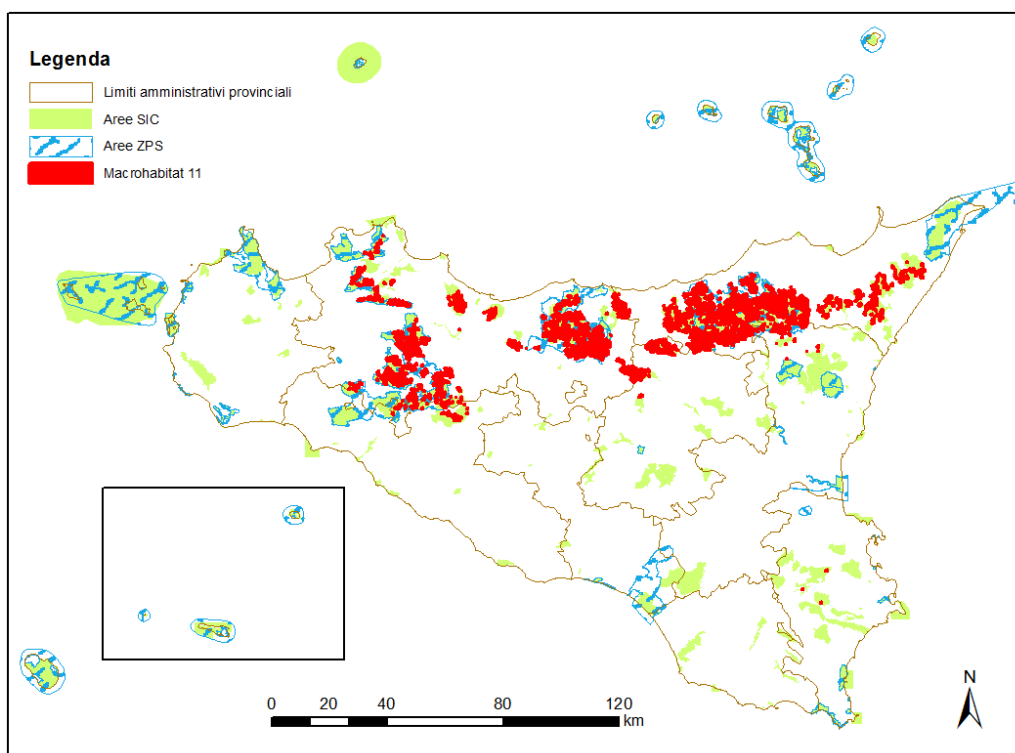 Legenda
Limiti amministrativi provinciali
Aree SIC
Aree ZPS
Macrohabitat 11
0 20 40 80 120
km
N